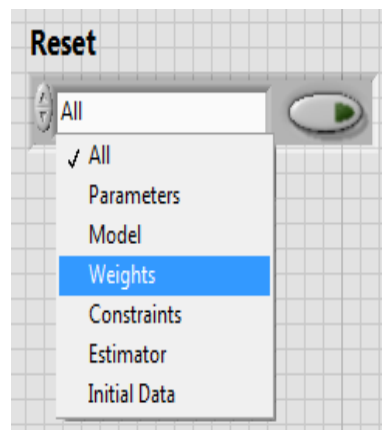 Reset
All
All
Parameters
Model
Weights
Constraints
Estimator
Initial Data